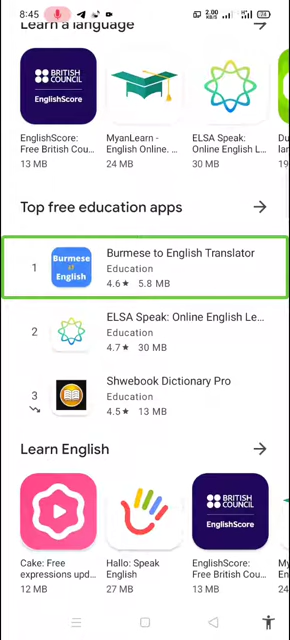 8:45
2.00 KB/S
24
Learn a language
BRITISH COUNCIL
EnglishScore
EnglishScore: Free British Cou...
13 MB
MyanLearn - English Online. ...
24 MB
ELSA Speak: Online English L...
30 MB
Top free education apps
1
Burmese
English
Burmese to English Translator
Education
4.6★ 5.8 MB
2
ELSA Speak: Online English Le...
Education
4.7★ 30 MB
3
Shwebook Dictionary Pro
Education
4.5★ 13 MB
Learn English
Cake: Free expressions upd...
12 MB
Hallo: Speak English
27 MB
BRITISH COUNCIL
EnglishScore
EnglishScore: Free British Cou...
13 MB